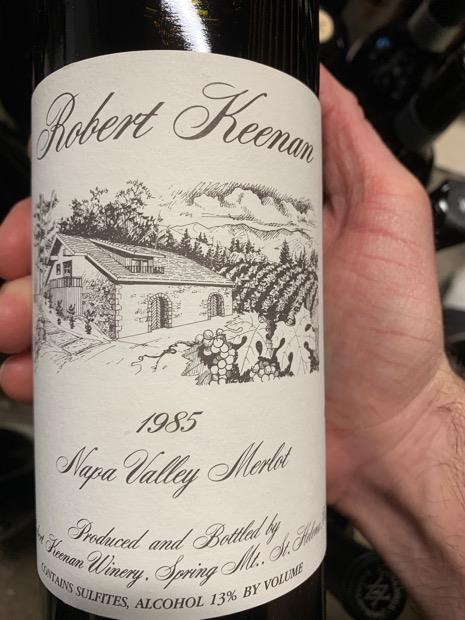 Robert Keenan
1985
Napa Valley Merlot
Produced and Bottled by
Keenan Winery, Spring Mt., St. Helena
CONTAINS SULFITES, ALCOHOL 13% BY VOLUME